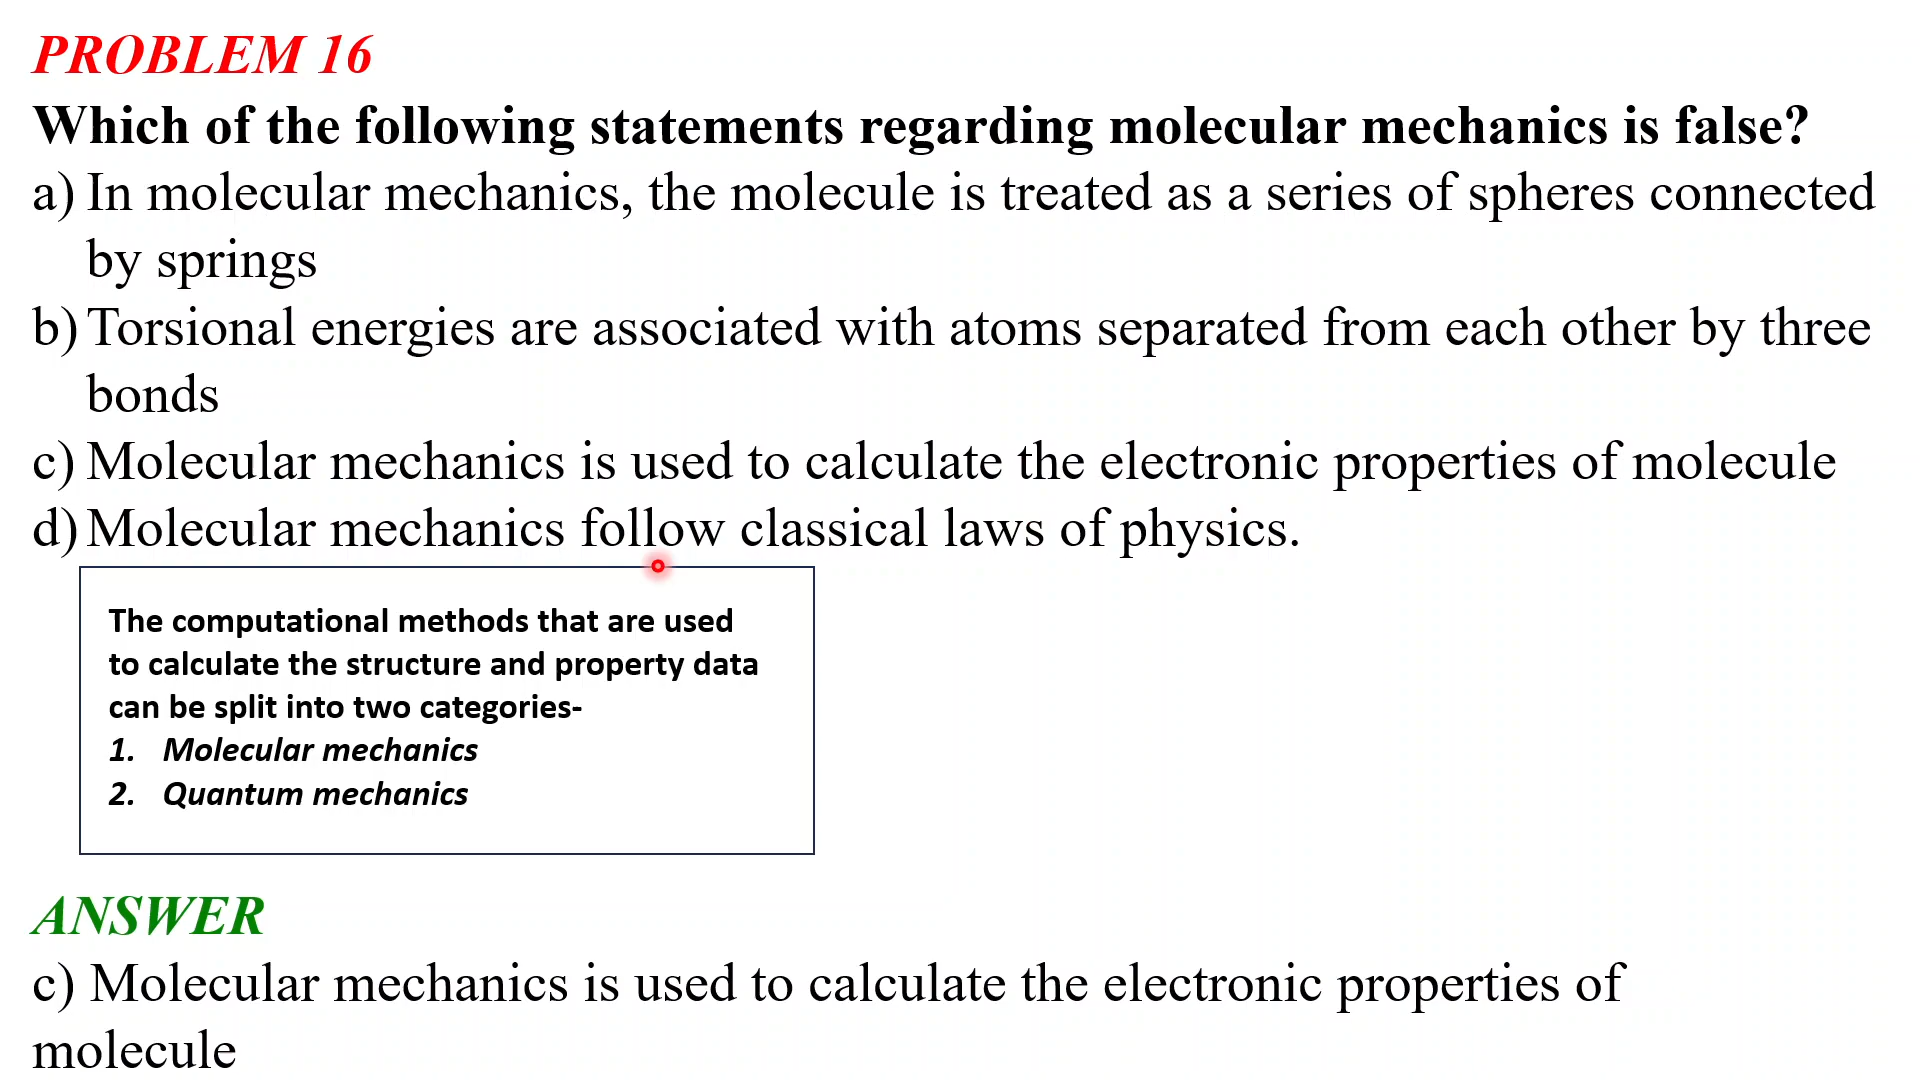 PROBLEM 16
Which of the following statements regarding molecular mechanics is false?
a) In molecular mechanics, the molecule is treated as a series of spheres connected
by springs
b) Torsional energies are associated with atoms separated from each other by three
bonds
c) Molecular mechanics is used to calculate the electronic properties of molecule
d) Molecular mechanics follow classical laws of physics.
The computational methods that are used
to calculate the structure and property data
can be split into two categories-
1. Molecular mechanics
2. Quantum mechanics
ANSWER
c) Molecular mechanics is used to calculate the electronic properties of
molecule